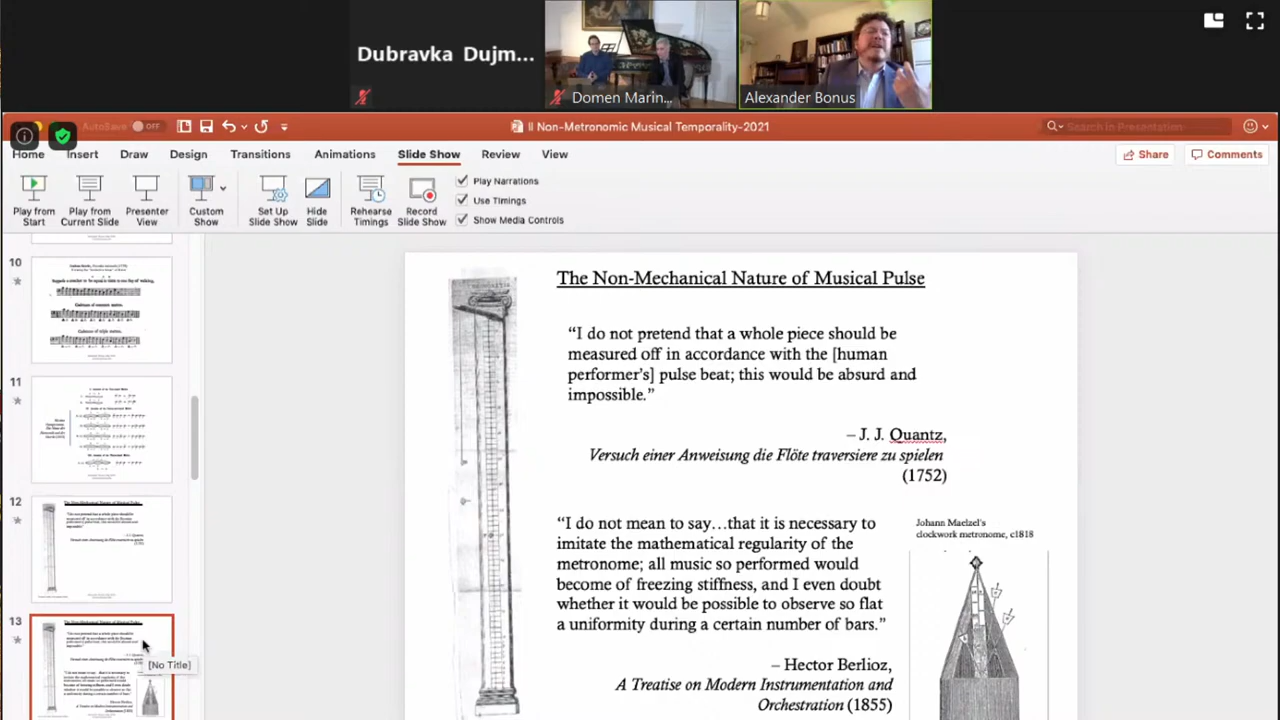 Dubravka Dujm...
Domen Marin...
Alexander Bonus
AutoSave OFF
II Non-Metronomic Musical Temporality-2021
Search in Presentation
Home Insert Draw Design Transitions Animations Slide Show Review View
Share Comments
Play from Start
Play from Current Slide
Presenter View
Custom Show
Set Up Slide Show
Hide Slide
Rehearse Timings
Record Slide Show
Play Narrations
Use Timings
Show Media Controls
10
11
12
13
[No Title]
The Non-Mechanical Nature of Musical Pulse
“I do not pretend that a whole piece should be
measured off in accordance with the [human
performer’s] pulse beat; this would be absurd and
impossible.”
– J. J. Quantz,
Versuch einer Anweisung die Flöte traversiere zu spielen
(1752)
“I do not mean to say…that it is necessary to
imitate the mathematical regularity of the
metronome; all music so performed would
become of freezing stiffness, and I even doubt
whether it would be possible to observe so flat
a uniformity during a certain number of bars.”
– Hector Berlioz,
A Treatise on Modern Instrumentation and
Orchestration (1855)
Johann Maelzel's
clockwork metronome, c1818